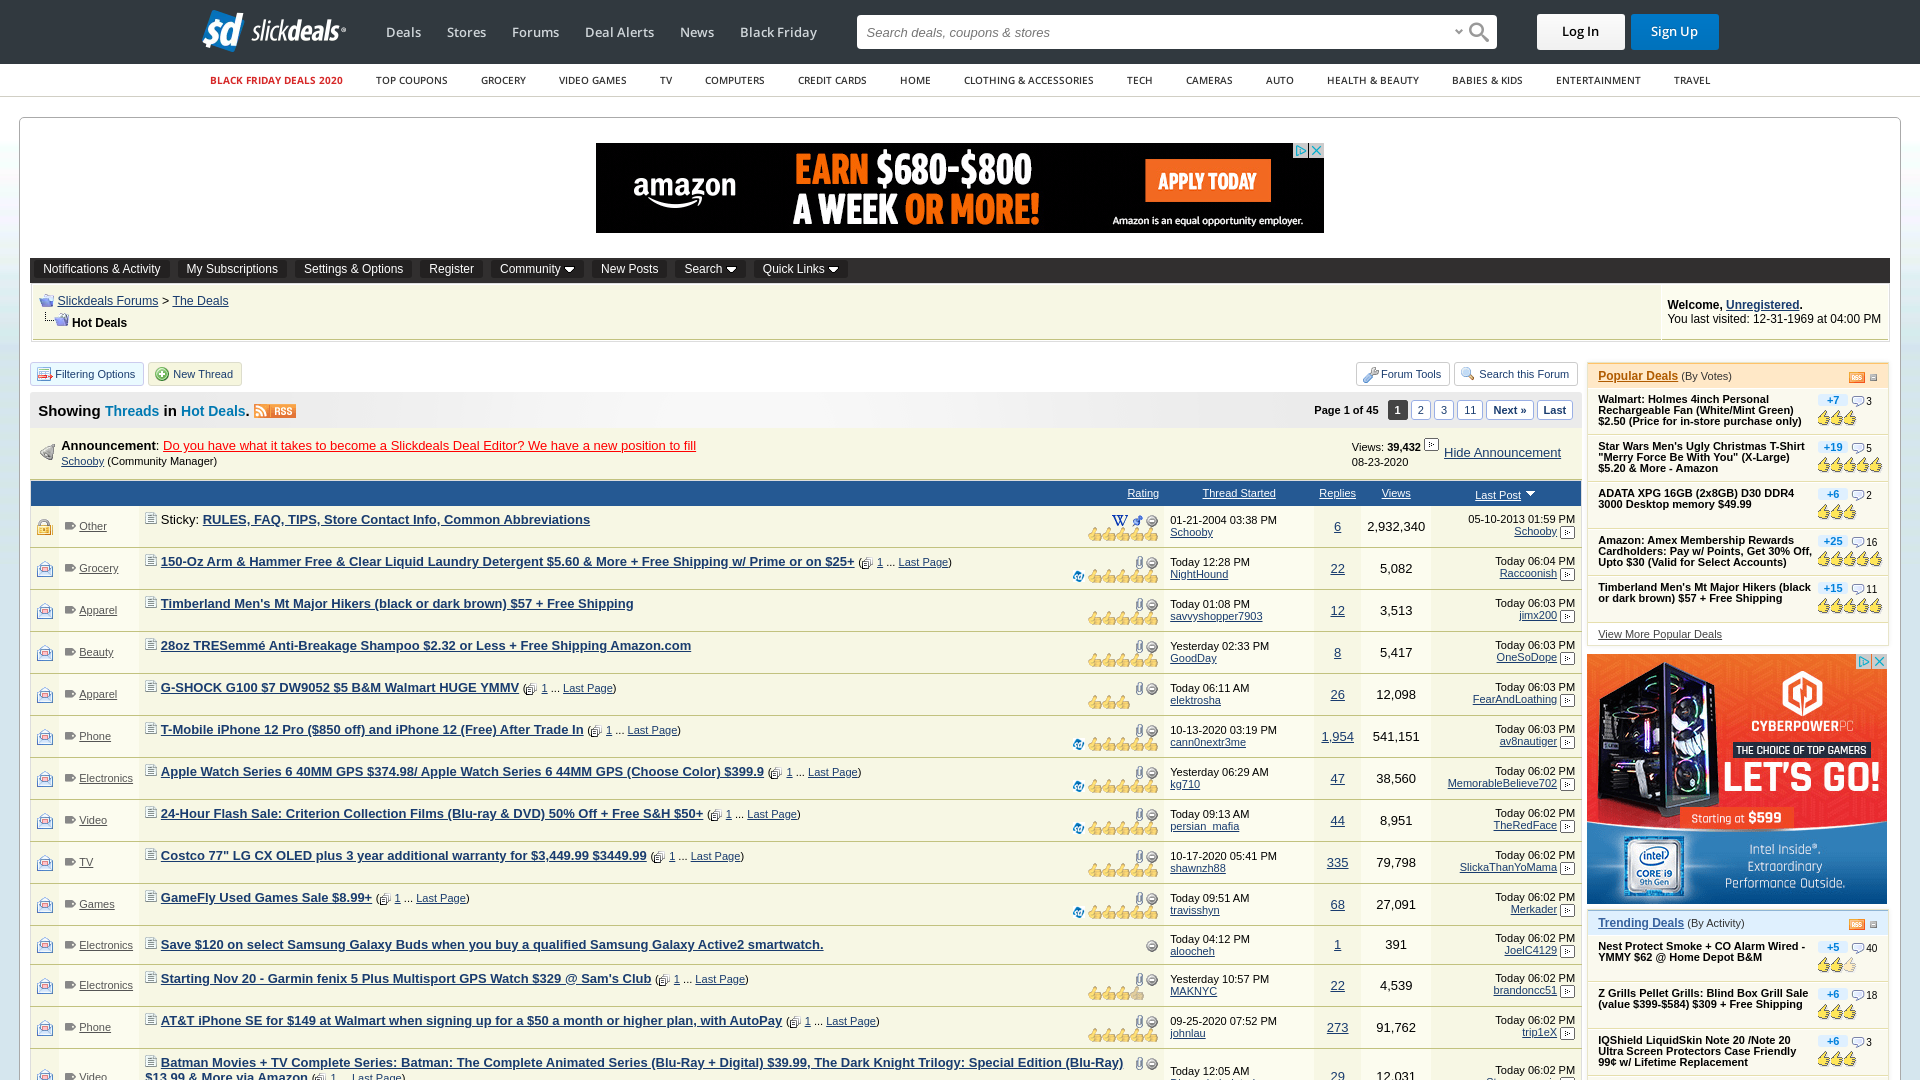 slickdeals
Deals Stores Forums Deal Alerts News Black Friday
Search deals, coupons & stores
Log In Sign Up
BLACK FRIDAY DEALS 2020 TOP COUPONS GROCERY VIDEO GAMES TV COMPUTERS CREDIT CARDS HOME CLOTHING & ACCESSORIES TECH CAMERAS AUTO HEALTH & BEAUTY BABIES & KIDS ENTERTAINMENT TRAVEL
amazon
EARN $680-$800
A WEEK OR MORE!
APPLY TODAY
Amazon is an equal opportunity employer.
Notifications & Activity My Subscriptions Settings & Options Register Community New Posts Search Quick Links
Slickdeals Forums > The Deals
Hot Deals
Welcome, Unregistered.
You last visited: 12-31-1969 at 04:00 PM
Filtering Options New Thread Forum Tools Search this Forum
Showing Threads in Hot Deals. RSS
Page 1 of 45 1 2 3 11 Next » Last
Announcement: Do you have what it takes to become a Slickdeals Deal Editor? We have a new position to fill
Schooby (Community Manager)
Views: 39,432
08-23-2020
Hide Announcement
Rating Thread Started Replies Views Last Post
Other Sticky: RULES, FAQ, TIPS, Store Contact Info, Common Abbreviations W 01-21-2004 03:38 PM Schooby 6 2,932,340 05-10-2013 01:59 PM Schooby
Grocery 150-Oz Arm & Hammer Free & Clear Liquid Laundry Detergent $5.60 & More + Free Shipping w/ Prime or on $25+ ( 1 ... Last Page) Today 12:28 PM NightHound 22 5,082 Today 06:04 PM Raccoonish
Apparel Timberland Men's Mt Major Hikers (black or dark brown) $57 + Free Shipping Today 01:08 PM savvyshopper7903 12 3,513 Today 06:03 PM jimx200
Beauty 28oz TRESemmé Anti-Breakage Shampoo $2.32 or Less + Free Shipping Amazon.com Yesterday 02:33 PM GoodDay 8 5,417 Today 06:03 PM OneSoDope
Apparel G-SHOCK G100 $7 DW9052 $5 B&M Walmart HUGE YMMV ( 1 ... Last Page) Today 06:11 AM elektrosha 26 12,098 Today 06:03 PM FearAndLoathing
Phone T-Mobile iPhone 12 Pro ($850 off) and iPhone 12 (Free) After Trade In ( 1 ... Last Page) 10-13-2020 03:19 PM cann0nextr3me 1,954 541,151 Today 06:03 PM av8nautiger
Electronics Apple Watch Series 6 40MM GPS $374.98/ Apple Watch Series 6 44MM GPS (Choose Color) $399.9 ( 1 ... Last Page) Yesterday 06:29 AM kg710 47 38,560 Today 06:02 PM MemorableBelieve702
Video 24-Hour Flash Sale: Criterion Collection Films (Blu-ray & DVD) 50% Off + Free S&H $50+ ( 1 ... Last Page) Today 09:13 AM persian_mafia 44 8,951 Today 06:02 PM TheRedFace
TV Costco 77" LG CX OLED plus 3 year additional warranty for $3,449.99 $3449.99 ( 1 ... Last Page) 10-17-2020 05:41 PM shawnzh88 335 79,798 Today 06:02 PM SlickaThanYoMama
Games GameFly Used Games Sale $8.99+ ( 1 ... Last Page) Today 09:51 AM travisshyn 68 27,091 Today 06:02 PM Merkader
Electronics Save $120 on select Samsung Galaxy Buds when you buy a qualified Samsung Galaxy Active2 smartwatch. Today 04:12 PM aloocheh 1 391 Today 06:02 PM JoelC4129
Electronics Starting Nov 20 - Garmin fenix 5 Plus Multisport GPS Watch $329 @ Sam's Club ( 1 ... Last Page) Yesterday 10:57 PM MAKNYC 22 4,539 Today 06:02 PM brandoncc51
Phone AT&T iPhone SE for $149 at Walmart when signing up for a $50 a month or higher plan, with AutoPay ( 1 ... Last Page) 09-25-2020 07:52 PM johnlau 273 91,762 Today 06:02 PM trip1eX
Video Batman Movies + TV Complete Series: Batman: The Complete Animated Series (Blu-Ray + Digital) $39.99, The Dark Knight Trilogy: Special Edition (Blu-Ray) $13.99 & More via Amazon ( 1 ... Last Page) Today 12:05 AM 29 12,031 Today 06:02 PM
Popular Deals (By Votes) RSS
Walmart: Holmes 4inch Personal Rechargeable Fan (White/Mint Green) $2.50 (Price for in-store purchase only) +7 3
Star Wars Men's Ugly Christmas T-Shirt "Merry Force Be With You" (X-Large) $5.20 & More - Amazon +19 5
ADATA XPG 16GB (2x8GB) D30 DDR4 3000 Desktop memory $49.99 +6 2
Amazon: Amex Membership Rewards Cardholders: Pay w/ Points, Get 30% Off, Upto $30 (Valid for Select Accounts) +25 16
Timberland Men's Mt Major Hikers (black or dark brown) $57 + Free Shipping +15 11
View More Popular Deals
CYBERPOWERPC
THE CHOICE OF TOP GAMERS
LET'S GO!
Starting at $599
intel CORE i9 9th Gen
Intel Inside®.
Extraordinary
Performance Outside.
Trending Deals (By Activity) RSS
Nest Protect Smoke + CO Alarm Wired - YMMY $62 @ Home Depot B&M +5 40
Z Grills Pellet Grills: Blind Box Grill Sale (value $399-$584) $309 + Free Shipping +6 18
IQShield LiquidSkin Note 20 /Note 20 Ultra Screen Protectors Case Friendly 99¢ w/ Lifetime Replacement +6 3